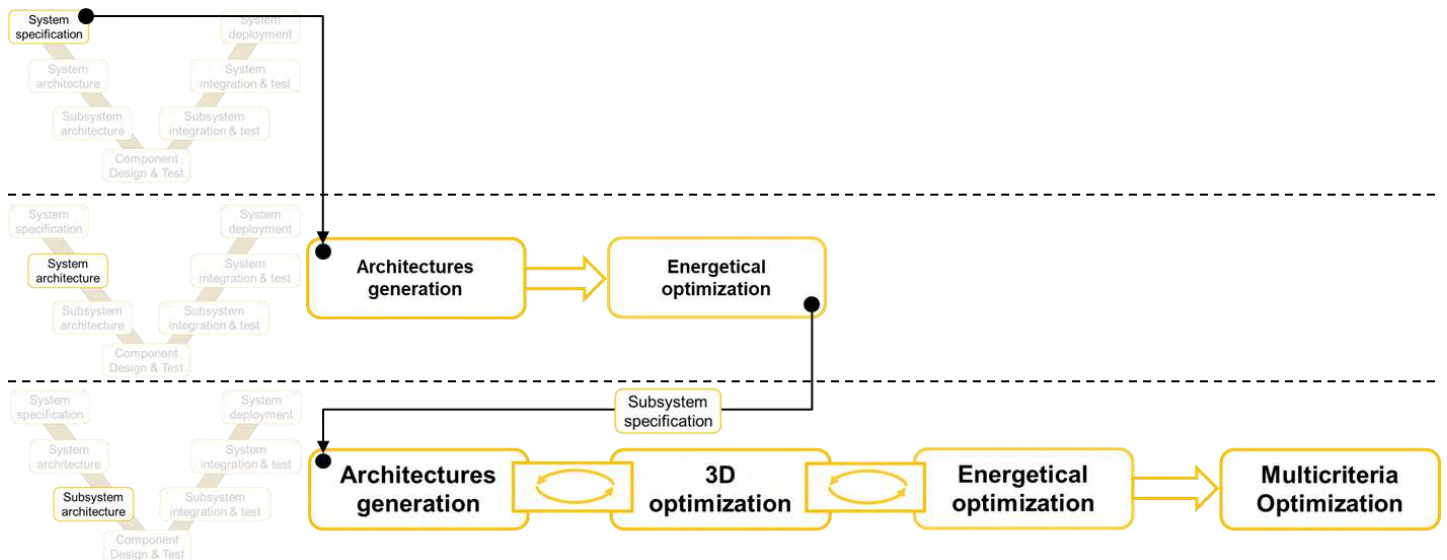 System
specification
System
deployment
System
architecture
System
integration & test
Subsystem
architecture
Subsystem
integration & test
Component
Design & Test
System
specification
System
deployment
System
architecture
System
integration & test
Subsystem
architecture
Subsystem
integration & test
Component
Design & Test
Architectures
generation
Energetical
optimization
System
specification
System
deployment
System
architecture
System
integration & test
Subsystem
architecture
Subsystem
integration & test
Component
Design & Test
Subsystem
specification
Architectures
generation
3D
optimization
Energetical
optimization
Multicriteria
Optimization